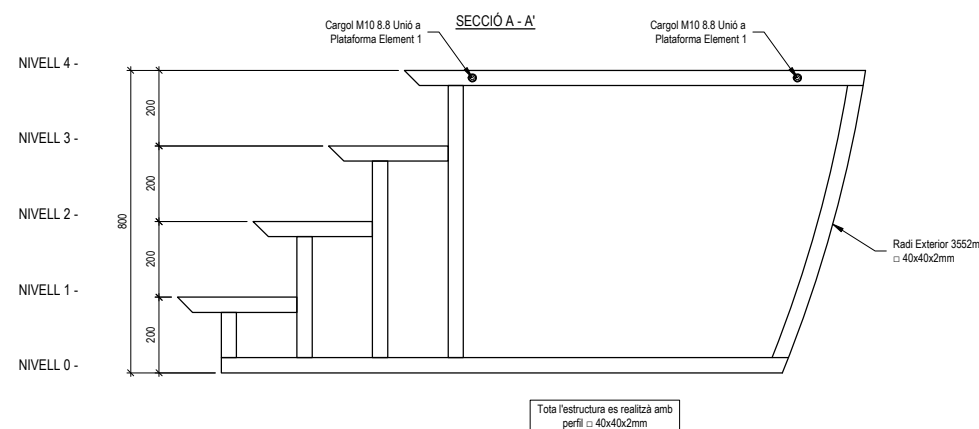 SECCIÓ A - A'
Cargol M10 8.8 Unió a
Plataforma Element 1
Cargol M10 8.8 Unió a
Plataforma Element 1
NIVELL 4 -
200
NIVELL 3 -
200
NIVELL 2 -
800
Radi Exterior 3552m
□ 40x40x2mm
200
NIVELL 1 -
200
NIVELL 0 -
Tota l'estructura es realitzà amb
perfil □ 40x40x2mm